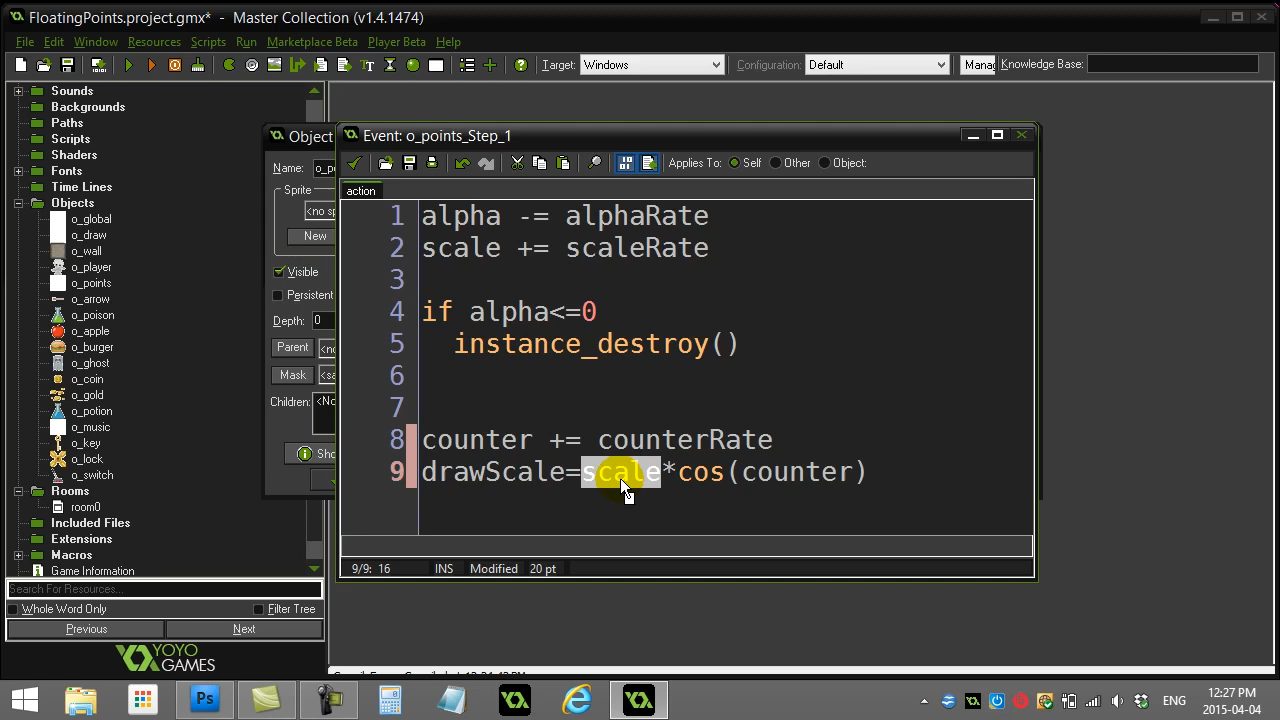 FloatingPoints.project.gmx* - Master Collection (v1.4.1474)
File Edit Window Resources Scripts Run Marketplace Beta Player Beta Help
Target: Windows Configuration: Default Manag Knowledge Base:
Sounds
Backgrounds
Paths
Scripts
Shaders
Fonts
Time Lines
Objects
o_global
o_draw
o_wall
o_player
o_points
o_arrow
o_poison
o_apple
o_burger
o_ghost
o_coin
o_gold
o_potion
o_music
o_key
o_lock
o_switch
Rooms
room0
Included Files
Extensions
Macros
Game Information
Search For Resources...
Whole Word Only Filter Tree
Previous Next
YOYO
GAMES
Object
Name: o_po
Sprite
<no sp
New
Visible
Persistent
Depth: 0
Parent <no
Mask <sa
Children: <No
Sho
Event: o_points_Step_1
Applies To: Self Other Object:
action
1 alpha -= alphaRate
2 scale += scaleRate
3
4 if alpha<=0
5 instance_destroy()
6
7
8 counter += counterRate
9 drawScale=scale*cos(counter)
9/9: 16 INS Modified 20 pt
Ps
ENG
12:27 PM
2015-04-04